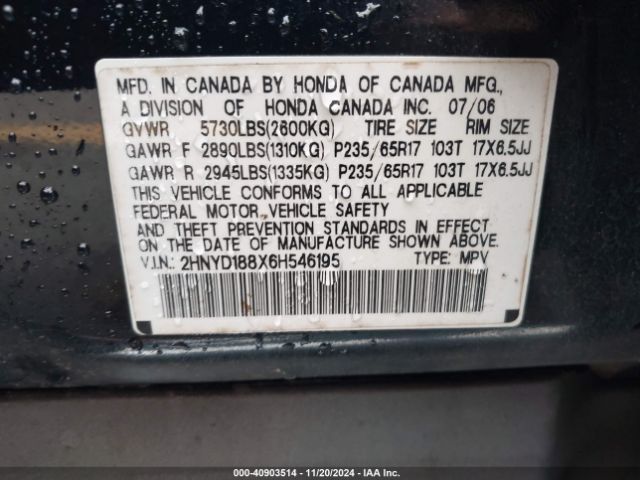 MFD. IN CANADA BY HONDA OF CANADA MFG.,
A DIVISION OF HONDA CANADA INC. 07/06
GVWR 5730LBS(2600KG) TIRE SIZE RIM SIZE
GAWR F 2890LBS(1310KG) P235/65R17 103T 17X6.5JJ
GAWR R 2945LBS(1335KG) P235/65R17 103T 17X6.5JJ
THIS VEHICLE CONFORMS TO ALL APPLICABLE
FEDERAL MOTOR VEHICLE SAFETY
AND THEFT PREVENTION STANDARDS IN EFFECT
ON THE DATE OF MANUFACTURE SHOWN ABOVE.
V.I.N.: 2HNYD188X6H546195 TYPE: MPV
000-40903514 - 11/20/2024 - IAA Inc.